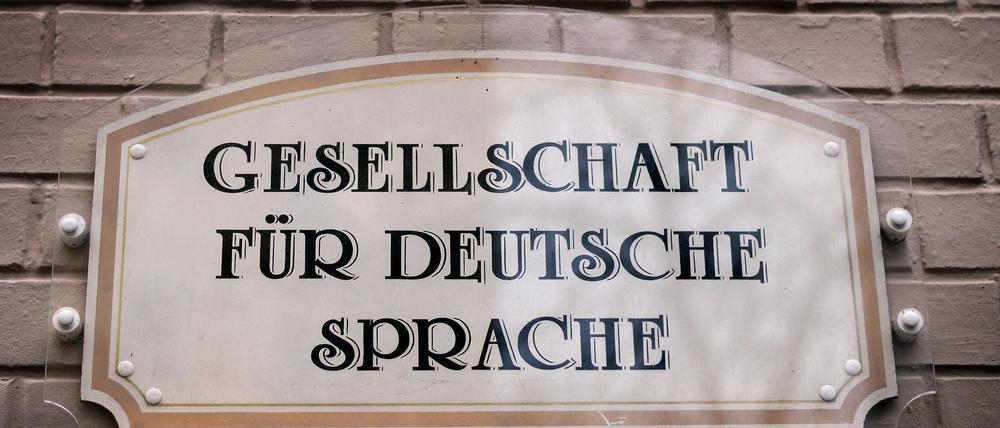 GESELLSCHAFT
FÜR DEUTSCHE
SPRACHE